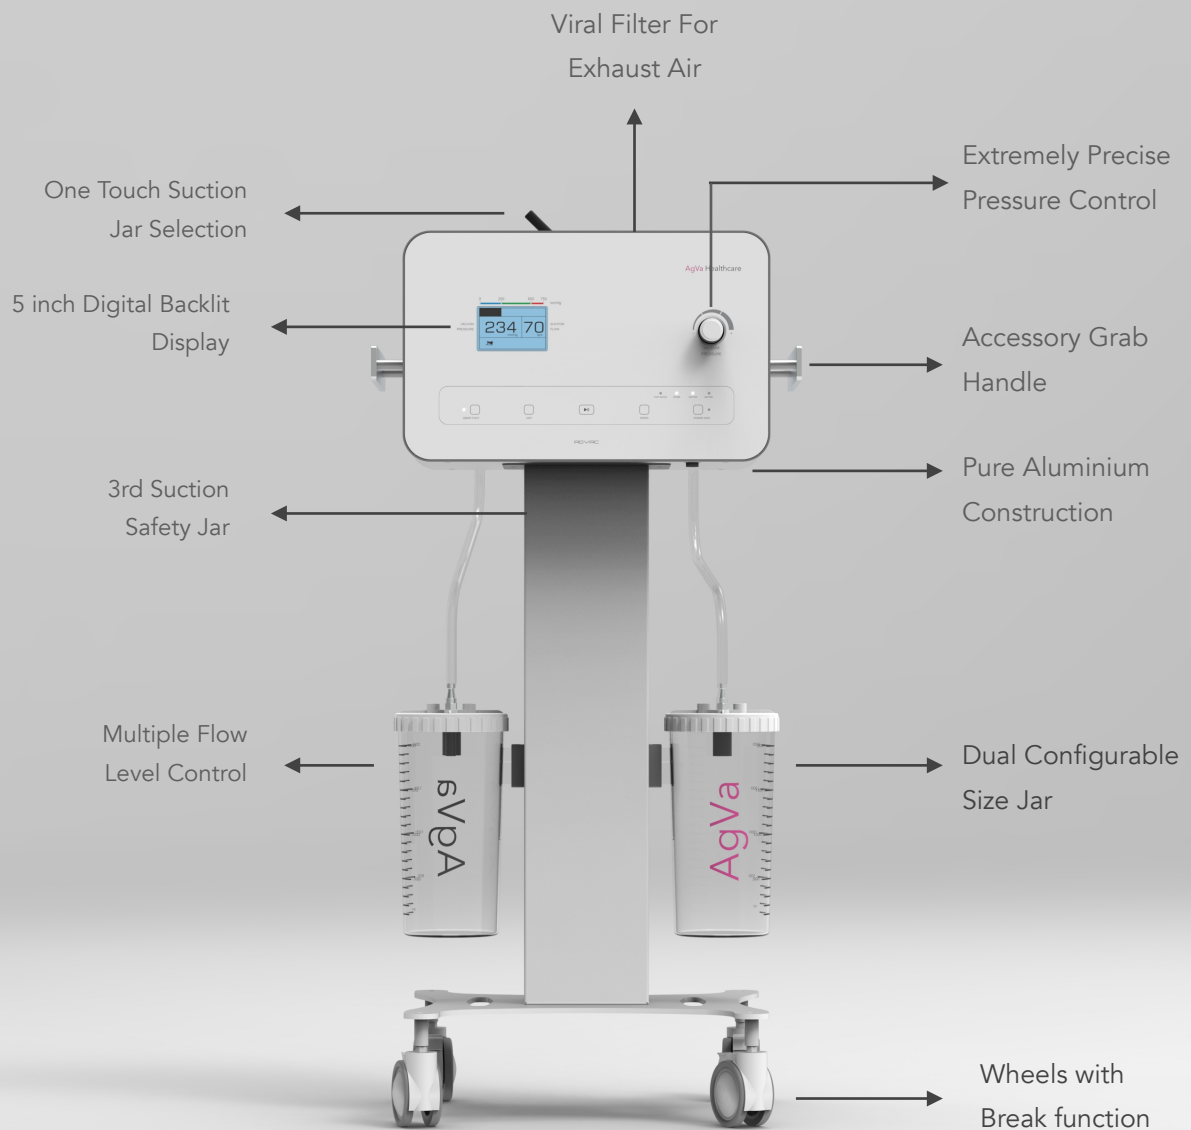 Viral Filter For
Exhaust Air
One Touch Suction
Jar Selection
Extremely Precise
Pressure Control
AgVa Healthcare
5 inch Digital Backlit
Display
234 70
Accessory Grab
Handle
3rd Suction
Safety Jar
Pure Aluminium
Construction
Multiple Flow
Level Control
Dual Configurable
Size Jar
AgVa
AgVa
Wheels with
Break function